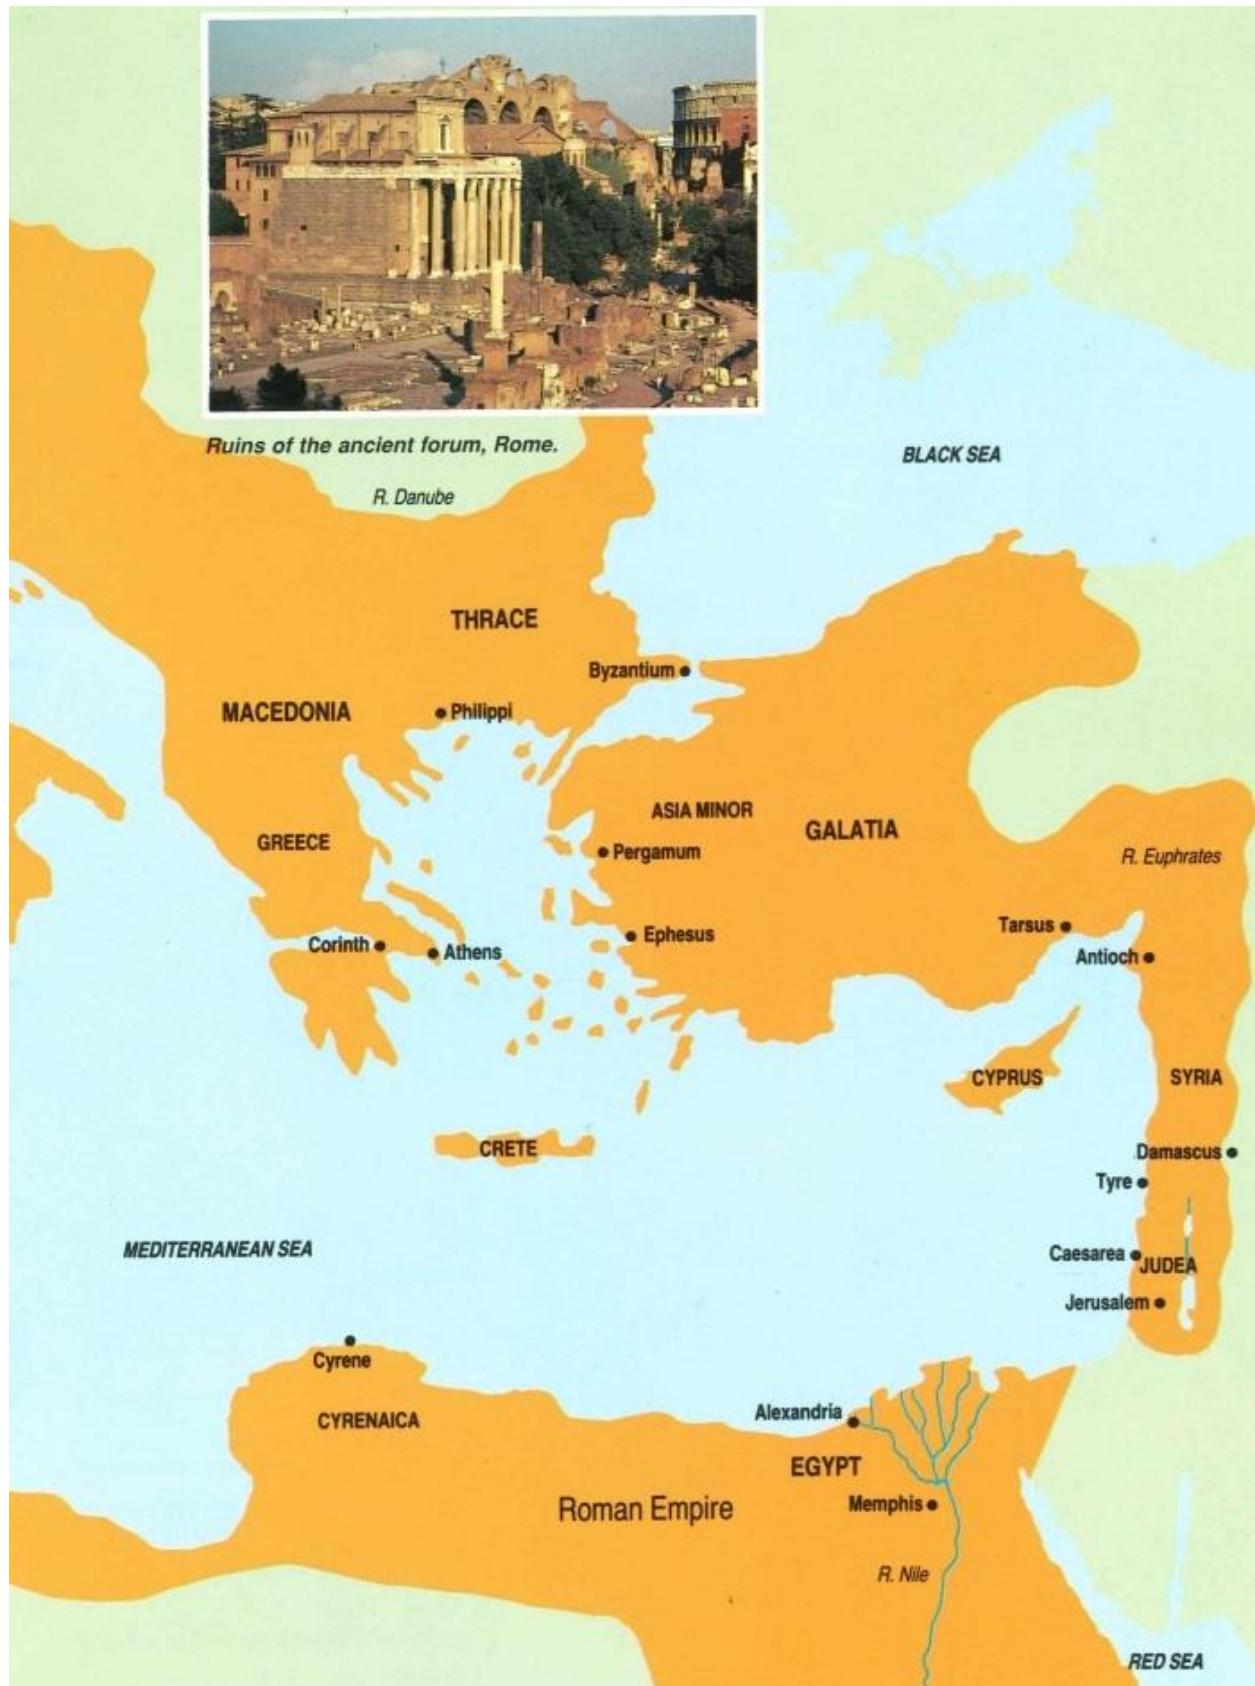 Ruins of the ancient forum, Rome.
R. Danube
BLACK SEA
THRACE
Byzantium
MACEDONIA
Philippi
ASIA MINOR
GALATIA
GREECE
Pergamum
R. Euphrates
Ephesus
Tarsus
Corinth
Athens
Antioch
CYPRUS
SYRIA
CRETE
Damascus
Tyre
MEDITERRANEAN SEA
Caesarea
JUDEA
Jerusalem
Cyrene
CYRENAICA
Alexandria
EGYPT
Roman Empire
Memphis
R. Nile
RED SEA